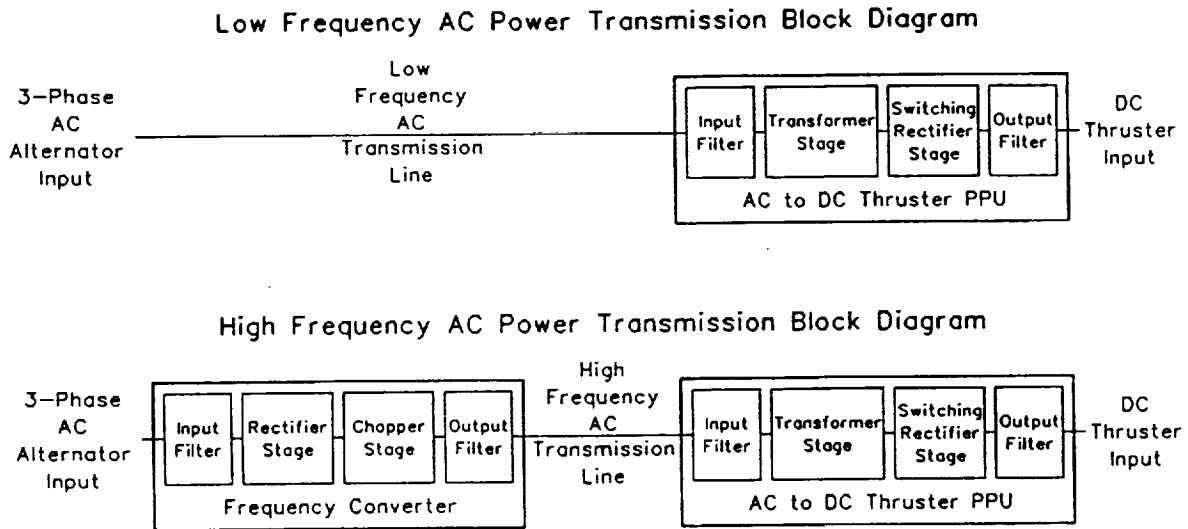 Low Frequency AC Power Transmission Block Diagram
3-Phase
AC
Alternator
Input
Low
Frequency
AC
Transmission
Line
Input
Filter
Transformer
Stage
Switching
Rectifier
Stage
Output
Filter
AC to DC Thruster PPU
DC
Thruster
Input
High Frequency AC Power Transmission Block Diagram
3-Phase
AC
Alternator
Input
Input
Filter
Rectifier
Stage
Chopper
Stage
Output
Filter
Frequency Converter
High
Frequency
AC
Transmission
Line
Input
Filter
Transformer
Stage
Switching
Rectifier
Stage
Output
Filter
AC to DC Thruster PPU
DC
Thruster
Input